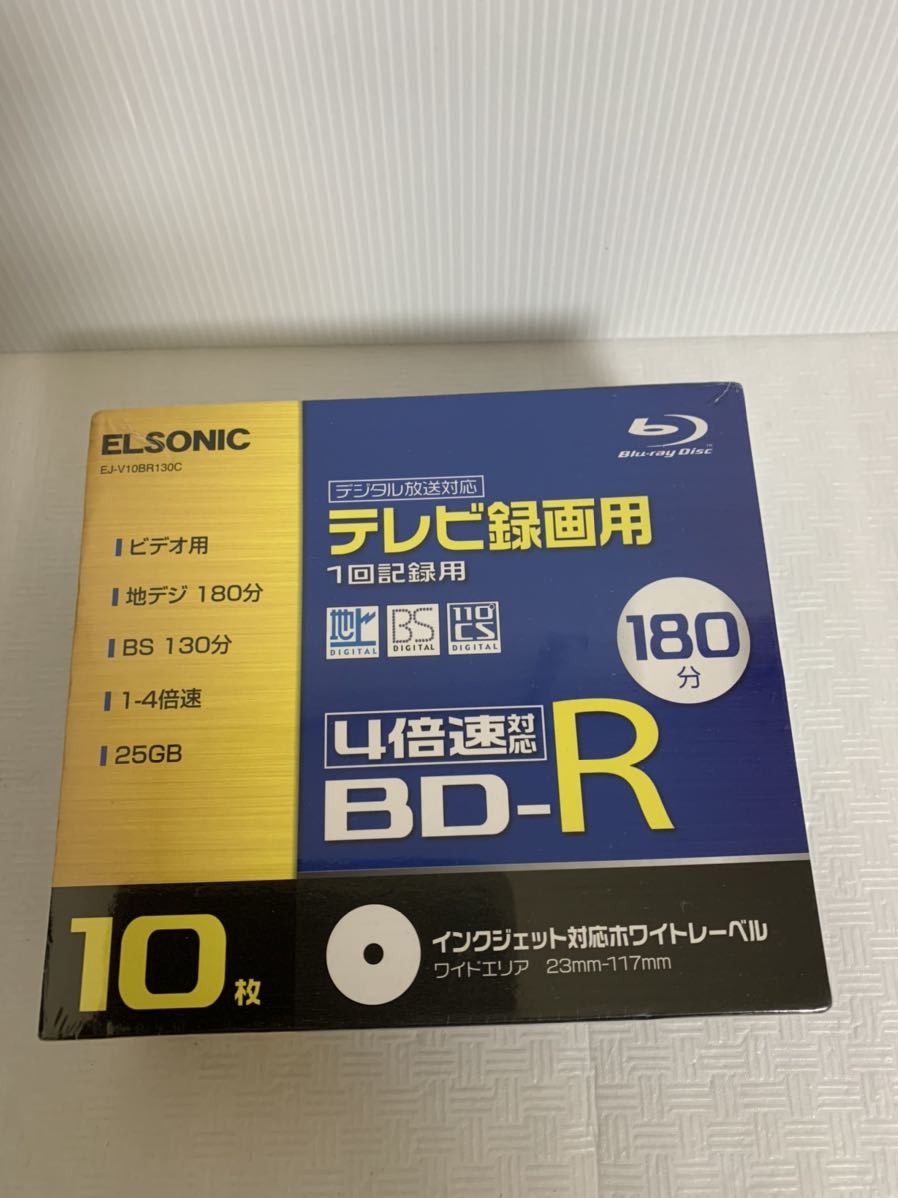 ELSONIC
EJ-V10BR130C
ビデオ用
地デジ 180分
BS 130分
1-4倍速
25GB
10枚
Blu-ray Disc™
デジタル放送対応
テレビ録画用
1回記録用
地上
DIGITAL
BS
DIGITAL
110°
CS
DIGITAL
180
分
4倍速対応
BD-R
インクジェット対応ホワイトレーベル
ワイドエリア 23mm-117mm